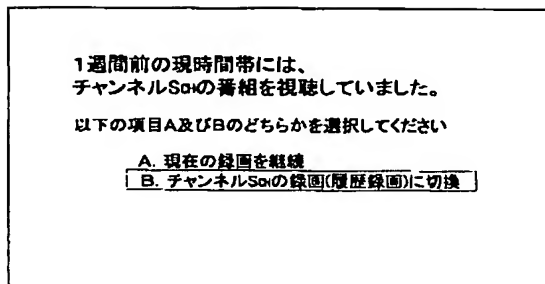 1週間前の現時間帯には、
チャンネルSCHの番組を視聴していました。
以下の項目A及びBのどちらかを選択してください
A. 現在の録画を継続
B. チャンネルSCHの録画(履歴録画)に切換